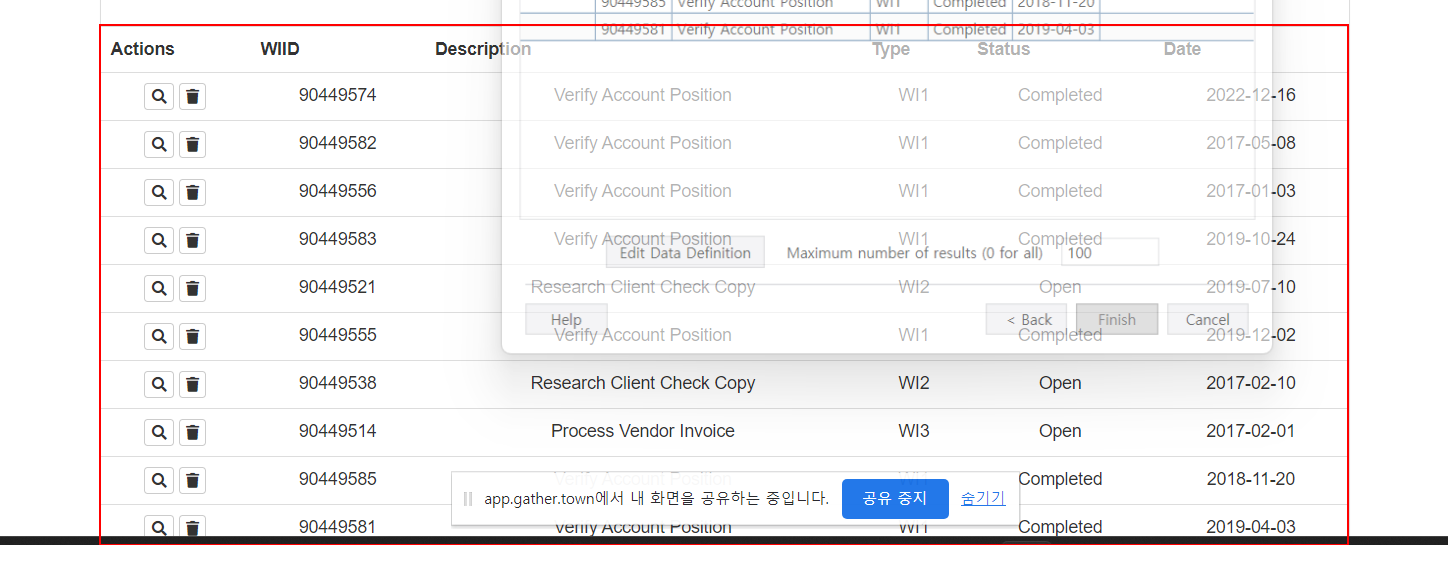 90449585 Verify Account Position WI1 Completed 2018-11-20
90449581 Verify Account Position WI1 Completed 2019-04-03
Actions WIID Description Type Status Date
90449574 Verify Account Position WI1 Completed 2022-12-16
90449582 Verify Account Position WI1 Completed 2017-05-08
90449556 Verify Account Position WI1 Completed 2017-01-03
90449583 Verify Account Position WI1 Completed 2019-10-24
Edit Data Definition Maximum number of results (0 for all) 100
90449521 Research Client Check Copy WI2 Open 2019-07-10
Help < Back Finish Cancel
90449555 Verify Account Position WI1 Completed 2019-12-02
90449538 Research Client Check Copy WI2 Open 2017-02-10
90449514 Process Vendor Invoice WI3 Open 2017-02-01
90449585 Verify Account Position WI1 Completed 2018-11-20
app.gather.town에서 내 화면을 공유하는 중입니다. 공유 중지 숨기기
90449581 Verify Account Position WI1 Completed 2019-04-03